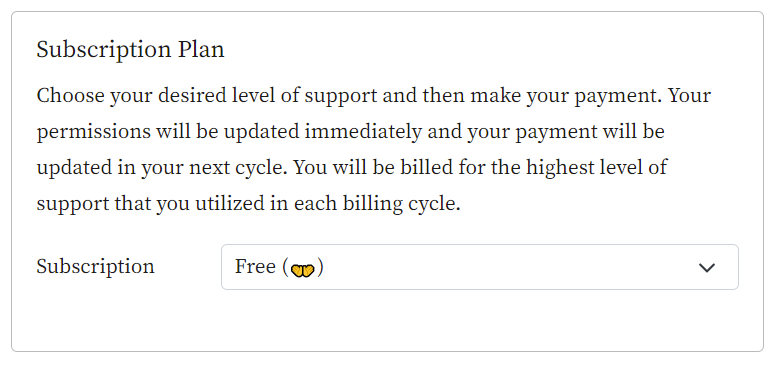 Subscription Plan
Choose your desired level of support and then make your payment. Your
permissions will be updated immediately and your payment will be
updated in your next cycle. You will be billed for the highest level of
support that you utilized in each billing cycle.
Subscription
Free (👐)